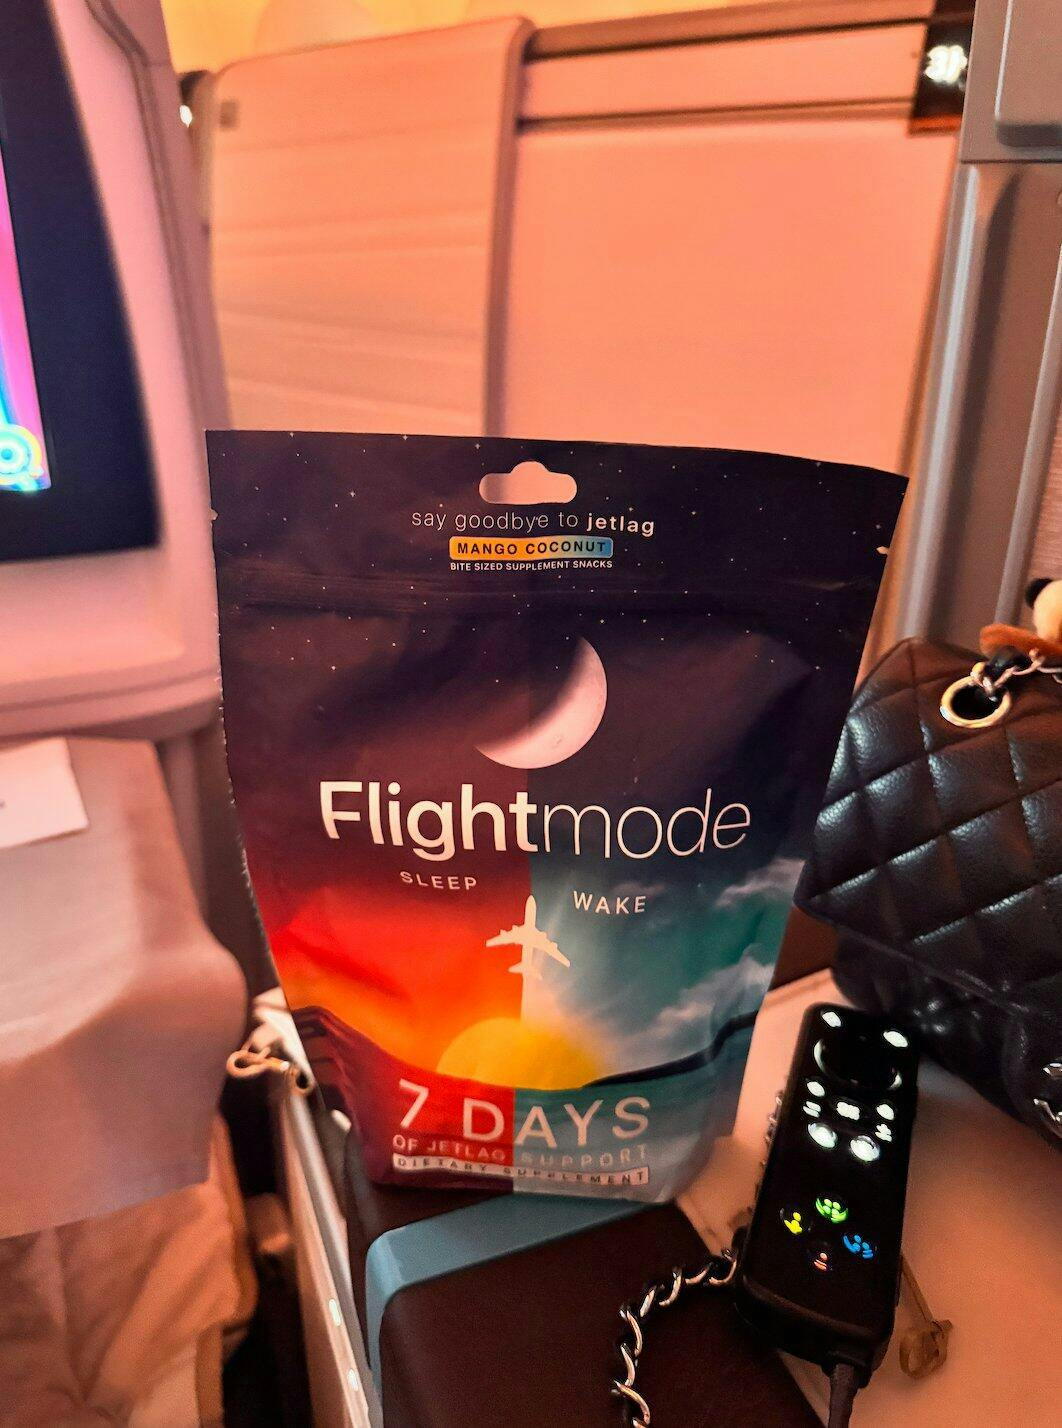 say goodbye to jetlag
MANGO COCONUT
BITE SIZED SUPPLEMENT SNACKS
Flightmode
SLEEP
WAKE
7 DAYS
OF JETLAG SUPPORT
DIETARY SUPPLEMENT